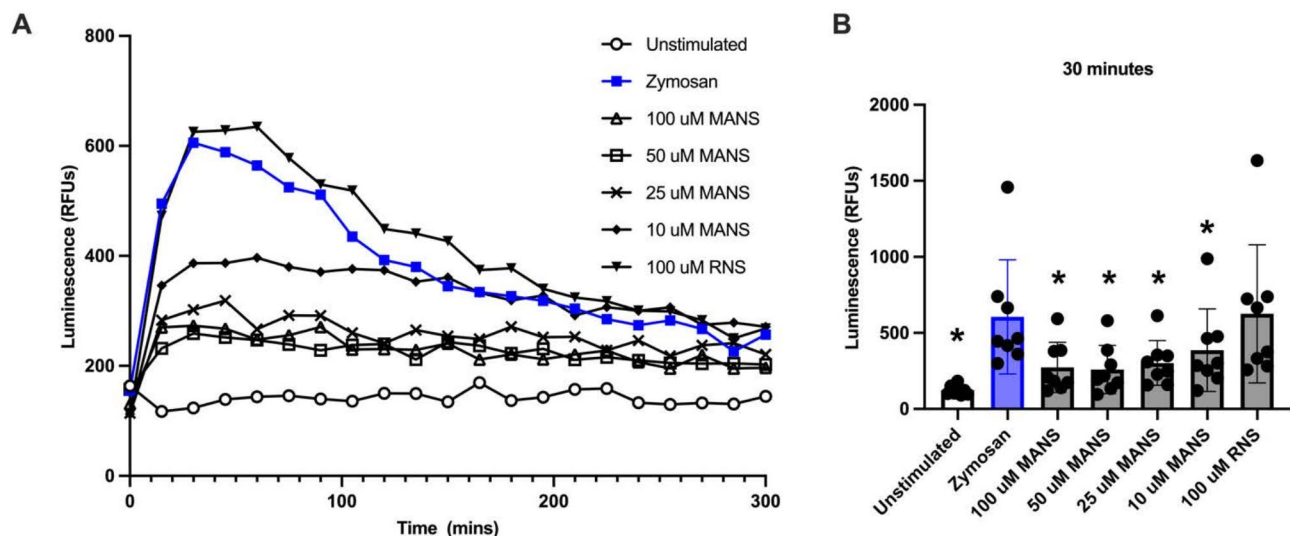 A
Luminescence (RFUs)
800
600
400
200
0
0
100
200
300
Time (mins)
Unstimulated
Zymosan
100 uM MANS
50 uM MANS
25 uM MANS
10 uM MANS
100 uM RNS
B
30 minutes
Luminescence (RFUs)
2000
1500
1000
500
0
*
*
*
*
*
Unstimulated
Zymosan
100 uM MANS
50 uM MANS
25 uM MANS
10 uM MANS
100 uM RNS